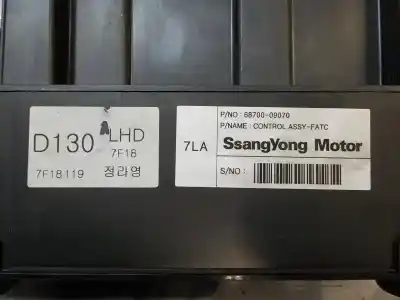 D130
LHD
7F18
7F18119 정라영
7LA
P/NO : 68700-09070
P/NAME : CONTROL ASSY-FATC
SsangYong Motor
S/NO :